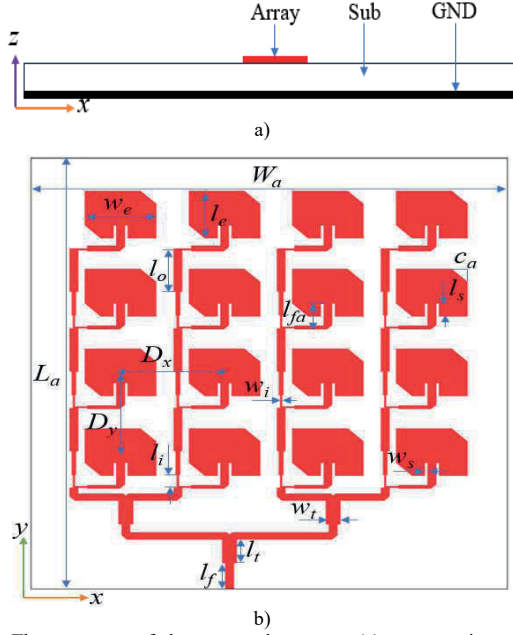 Array Sub GND
z
x
a)
W_a
w_e l_e
c_a
l_o l_s
l_fa
D_x
L_a w_i
D_y
l_i w_s
w_t
y
l_t
l_f
x
b)